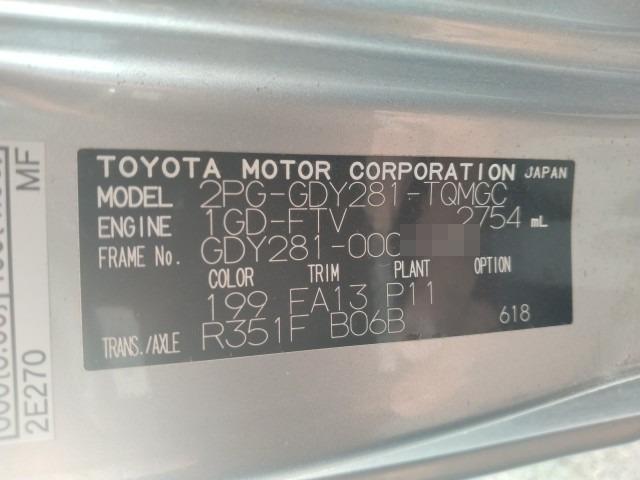 TOYOTA MOTOR CORPORATION JAPAN
MODEL 2PG-GDY281-TQMGC
ENGINE 1GD-FTV 2754 mL
FRAME No. GDY281-000
COLOR TRIM PLANT OPTION
199 FA13 P11
TRANS./AXLE R351F B06B 618
MF
2E270